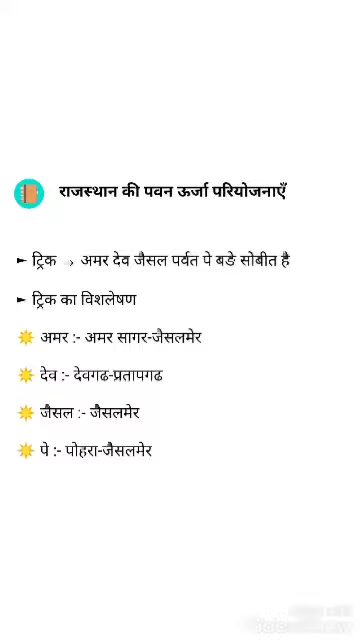 राजस्थान की पवन ऊर्जा परियोजनाएँ
► ट्रिक → अमर देव जैसल पर्वत पे बङे सोबीत है
► ट्रिक का विशलेषण
अमर :- अमर सागर-जैसलमेर
देव :- देवगढ-प्रतापगढ
जैसल :- जैसलमेर
पे :- पोहरा-जैसलमेर